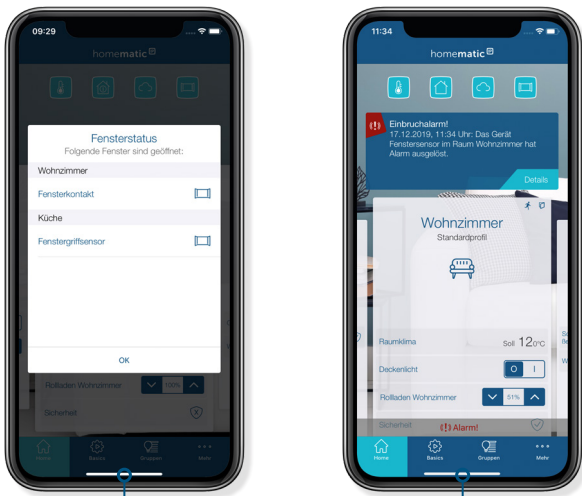 09:29
homematic IP
Fensterstatus
Folgende Fenster sind geöffnet:
Wohnzimmer
Fensterkontakt
Küche
Fenstergriffsensor
OK
Rollladen Wohnzimmer
100%
Sicherheit
Home
Basics
Gruppen
Mehr
11:34
homematic IP
Einbruchalarm!
17.12.2019, 11:34 Uhr: Das Gerät
Fenstersensor im Raum Wohnzimmer hat
Alarm ausgelöst.
Details
Wohnzimmer
Standardprofil
Raumklima
Soll 12,0°C
Deckenlicht
O I
Rollladen Wohnzimmer
51%
Sicherheit
Alarm!
Home
Basics
Gruppen
Mehr